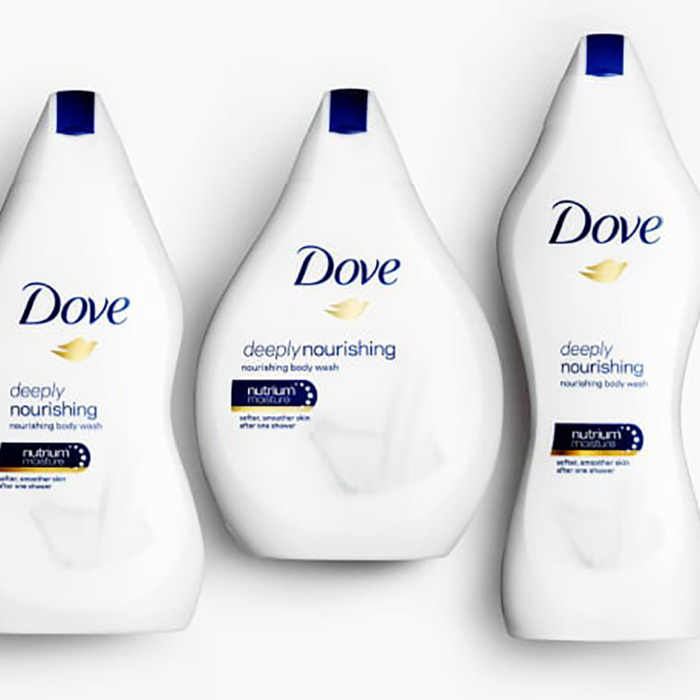 Dove
deeply
nourishing
nourishing body wash
nutrium
moisture
softer, smoother skin
after one shower
Dove
deeplynourishing
nourishing body wash
nutrium
moisture
softer, smoother skin
after one shower
Dove
deeply
nourishing
nourishing body wash
nutrium
moisture
softer, smoother skin
after one shower